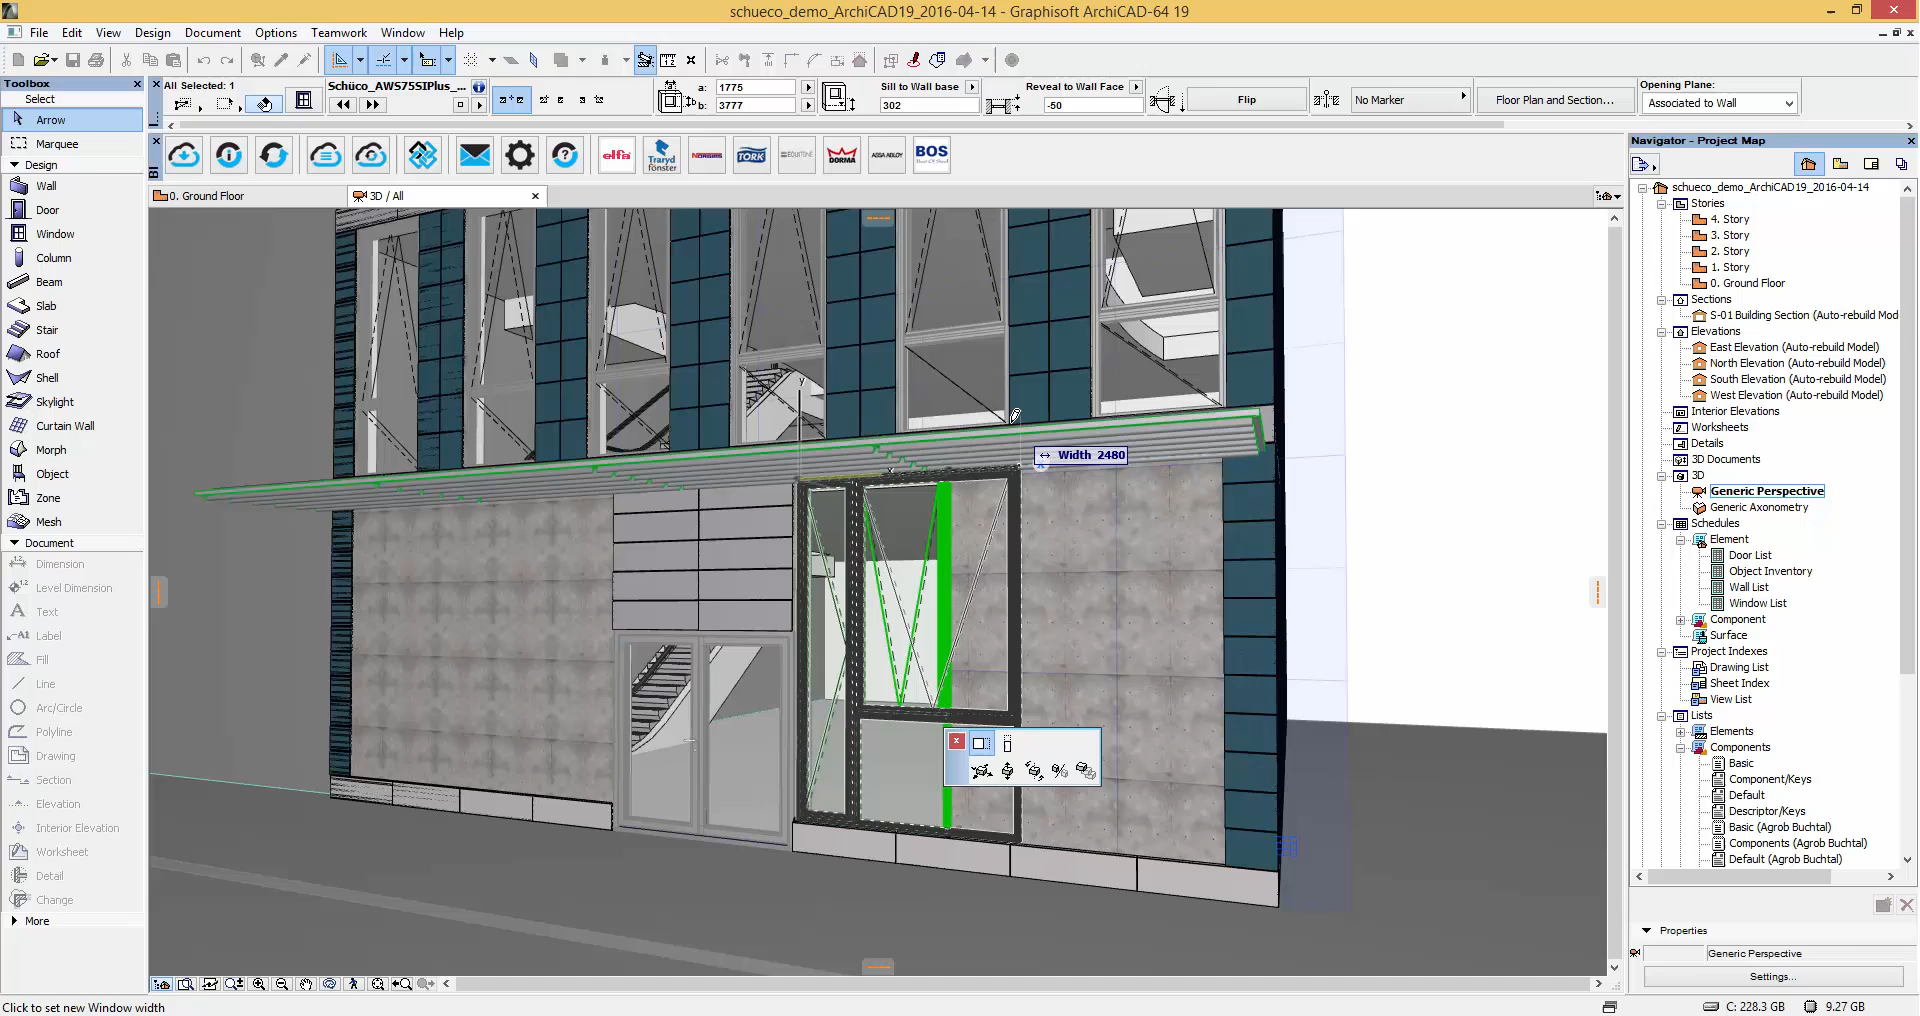 schueco_demo_ArchiCAD19_2016-04-14 - Graphisoft ArchiCAD-64 19
File Edit View Design Document Options Teamwork Window Help
Toolbox
Select
Arrow
Marquee
Design
Wall
Door
Window
Column
Beam
Slab
Stair
Roof
Shell
Skylight
Curtain Wall
Morph
Object
Zone
Mesh
Document
Dimension
Level Dimension
Text
Label
Fill
Line
Arc/Circle
Polyline
Drawing
Section
Elevation
Interior Elevation
Worksheet
Detail
Change
More
All Selected: 1
Schüco_AWS75SIPlus_...
a: 1775
b: 3777
Sill to Wall base
302
Reveal to Wall Face
-50
Flip
No Marker
Floor Plan and Section...
Opening Plane:
Associated to Wall
elfa
Traryd fönster
NORGIPS
TORK
DORMA
ASSA ABLOY
BOS
0. Ground Floor
3D / All
Width 2480
Navigator - Project Map
schueco_demo_ArchiCAD19_2016-04-14
Stories
4. Story
3. Story
2. Story
1. Story
0. Ground Floor
Sections
S-01 Building Section (Auto-rebuild Mod
Elevations
East Elevation (Auto-rebuild Model)
North Elevation (Auto-rebuild Model)
South Elevation (Auto-rebuild Model)
West Elevation (Auto-rebuild Model)
Interior Elevations
Worksheets
Details
3D Documents
3D
Generic Perspective
Generic Axonometry
Schedules
Element
Door List
Object Inventory
Wall List
Window List
Component
Surface
Project Indexes
Drawing List
Sheet Index
View List
Lists
Elements
Components
Basic
Component/Keys
Default
Descriptor/Keys
Basic (Agrob Buchtal)
Components (Agrob Buchtal)
Default (Agrob Buchtal)
Properties
Generic Perspective
Settings...
Click to set new Window width
C: 228.3 GB
9.27 GB